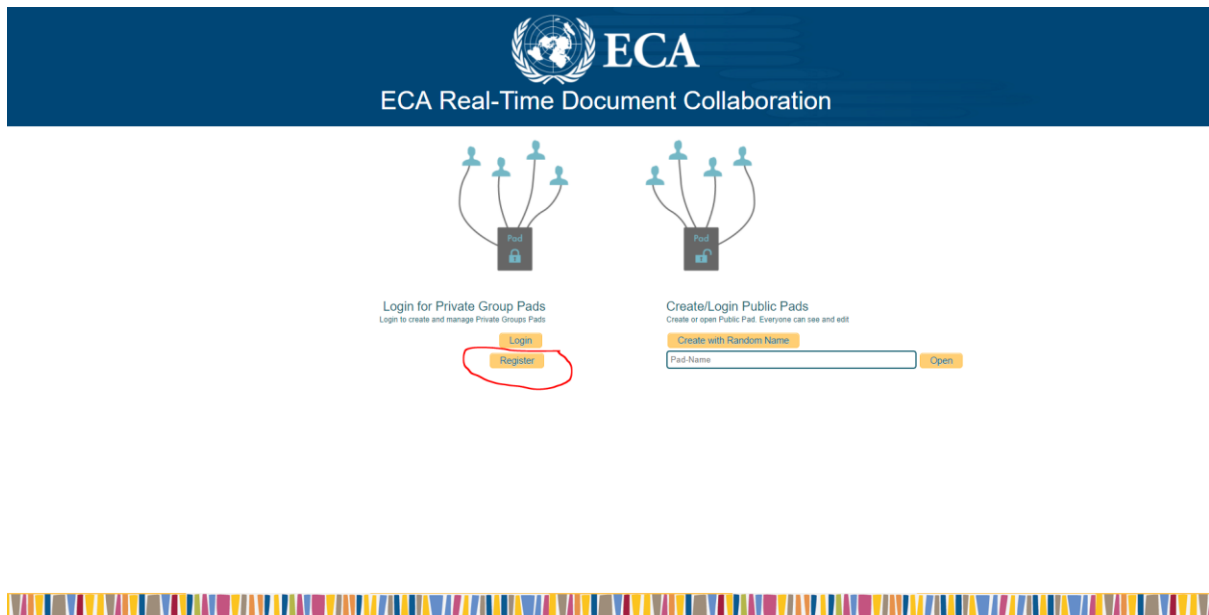 ECA
ECA Real-Time Document Collaboration
Pad
Pad
Login for Private Group Pads
Login to create and manage Private Groups Pads
Login
Register
Create/Login Public Pads
Create or open Public Pad. Everyone can see and edit
Create with Random Name
Pad-Name
Open